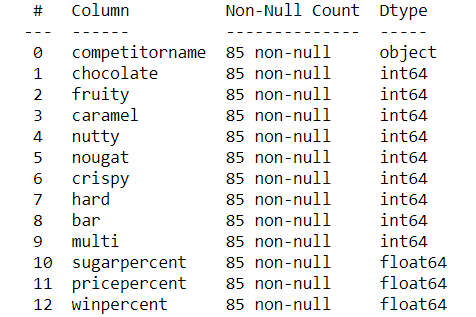 #   Column          Non-Null Count  Dtype
---  ------          --------------  -----
0   competitorname  85 non-null     object
1   chocolate       85 non-null     int64
2   fruity          85 non-null     int64
3   caramel         85 non-null     int64
4   nutty           85 non-null     int64
5   nougat          85 non-null     int64
6   crispy          85 non-null     int64
7   hard            85 non-null     int64
8   bar             85 non-null     int64
9   multi           85 non-null     int64
10  sugarpercent    85 non-null     float64
11  pricepercent    85 non-null     float64
12  winpercent      85 non-null     float64